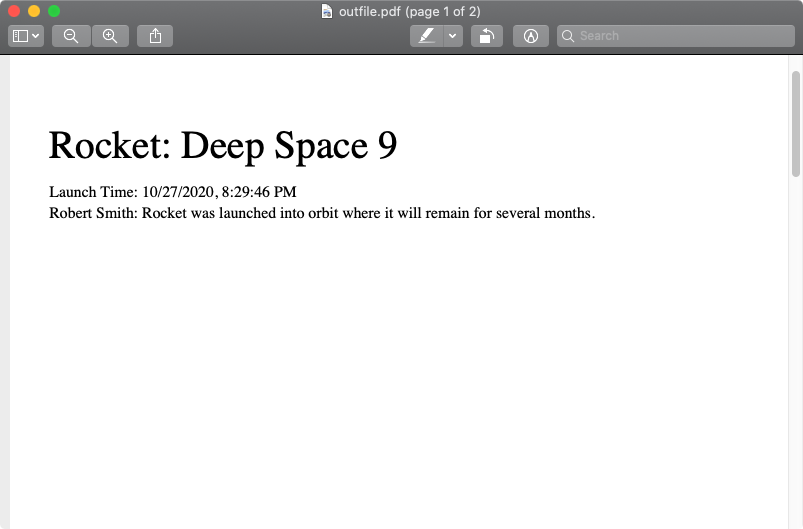 outfile.pdf (page 1 of 2)
Search
Rocket: Deep Space 9
Launch Time: 10/27/2020, 8:29:46 PM
Robert Smith: Rocket was launched into orbit where it will remain for several months.